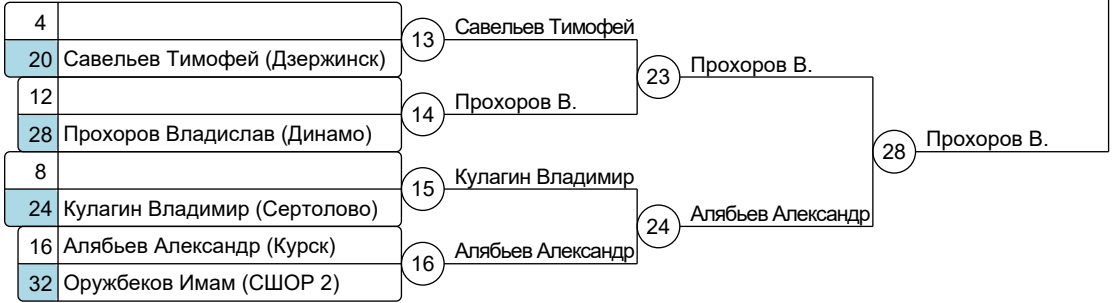 4
20 Савельев Тимофей (Дзержинск)
13
Савельев Тимофей
12
28 Прохоров Владислав (Динамо)
14
Прохоров В.
23
Прохоров В.
8
24 Кулагин Владимир (Сертолово)
15
Кулагин Владимир
16 Алябьев Александр (Курск)
32 Оружбеков Имам (СШОР 2)
16
Алябьев Александр
24
Алябьев Александр
28
Прохоров В.